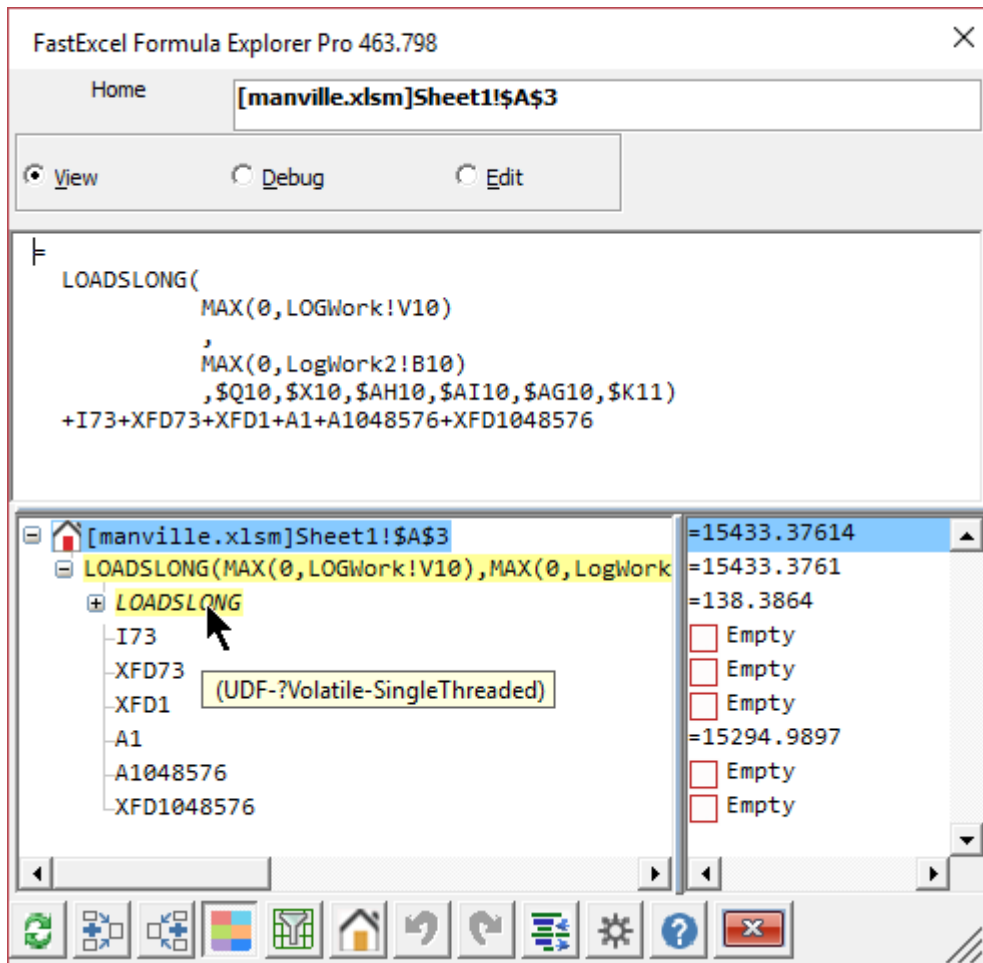 FastExcel Formula Explorer Pro 463.798
Home
[manville.xlsm]Sheet1!$A$3
View Debug Edit
=
LOADSLONG(
MAX(0,LOGWork!V10)
,
MAX(0,LogWork2!B10)
,$Q10,$X10,$AH10,$AI10,$AG10,$K11)
+I73+XFD73+XFD1+A1+A1048576+XFD1048576
[manville.xlsm]Sheet1!$A$3 =15433.37614
LOADSLONG(MAX(0,LOGWork!V10),MAX(0,LogWork =15433.3761
LOADSLONG =138.3864
I73 Empty
XFD73 Empty
(UDF-?Volatile-SingleThreaded)
XFD1 Empty
A1 =15294.9897
A1048576 Empty
XFD1048576 Empty